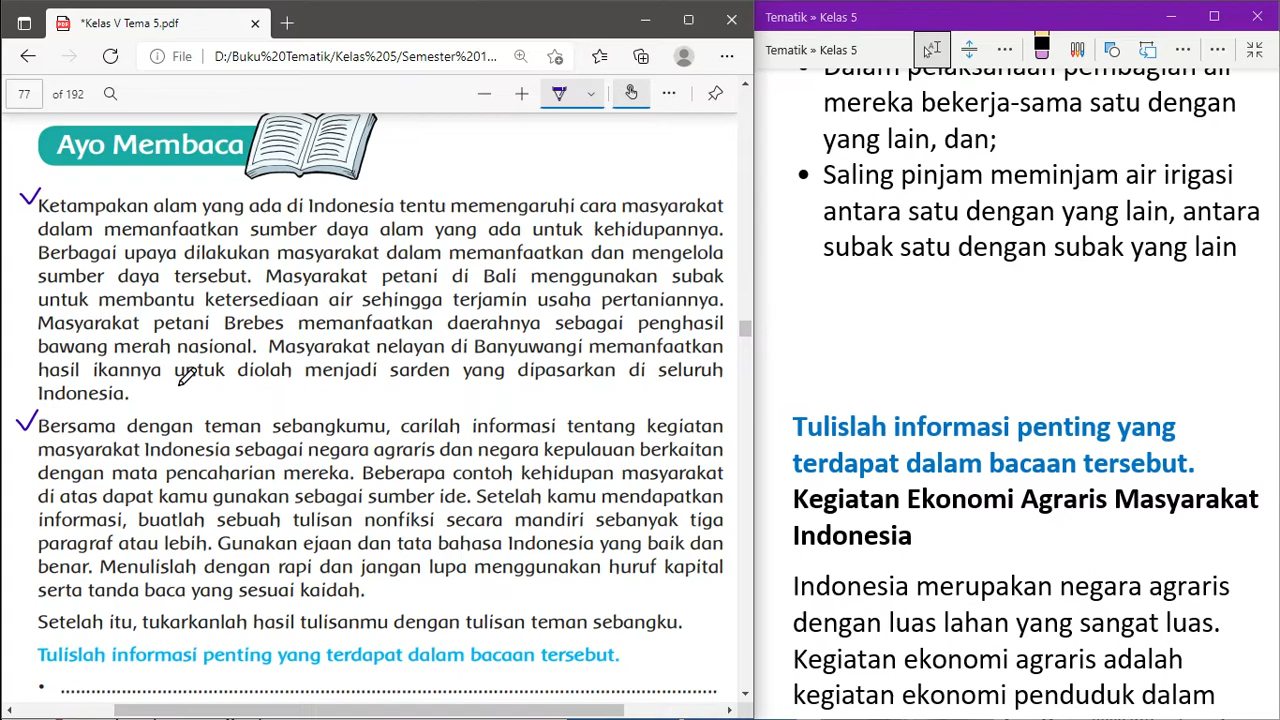 *Kelas V Tema 5.pdf
File
D:/Buku%20Tematik/Kelas%205/Semester%201...
77 of 192
Ayo Membaca
Ketampakan alam yang ada di Indonesia tentu memengaruhi cara masyarakat
dalam memanfaatkan sumber daya alam yang ada untuk kehidupannya.
Berbagai upaya dilakukan masyarakat dalam memanfaatkan dan mengelola
sumber daya tersebut. Masyarakat petani di Bali menggunakan subak
untuk membantu ketersediaan air sehingga terjamin usaha pertaniannya.
Masyarakat petani Brebes memanfaatkan daerahnya sebagai penghasil
bawang merah nasional. Masyarakat nelayan di Banyuwangi memanfaatkan
hasil ikannya untuk diolah menjadi sarden yang dipasarkan di seluruh
Indonesia.
Bersama dengan teman sebangkumu, carilah informasi tentang kegiatan
masyarakat Indonesia sebagai negara agraris dan negara kepulauan berkaitan
dengan mata pencaharian mereka. Beberapa contoh kehidupan masyarakat
di atas dapat kamu gunakan sebagai sumber ide. Setelah kamu mendapatkan
informasi, buatlah sebuah tulisan nonfiksi secara mandiri sebanyak tiga
paragraf atau lebih. Gunakan ejaan dan tata bahasa Indonesia yang baik dan
benar. Menulislah dengan rapi dan jangan lupa menggunakan huruf kapital
serta tanda baca yang sesuai kaidah.
Setelah itu, tukarkanlah hasil tulisanmu dengan tulisan teman sebangku.
Tulislah informasi penting yang terdapat dalam bacaan tersebut.
Tematik » Kelas 5
Tematik » Kelas 5
• Dalam pelaksanaan pembagian air
mereka bekerja-sama satu dengan
yang lain, dan;
• Saling pinjam meminjam air irigasi
antara satu dengan yang lain, antara
subak satu dengan subak yang lain
Tulislah informasi penting yang
terdapat dalam bacaan tersebut.
Kegiatan Ekonomi Agraris Masyarakat
Indonesia
Indonesia merupakan negara agraris
dengan luas lahan yang sangat luas.
Kegiatan ekonomi agraris adalah
kegiatan ekonomi penduduk dalam